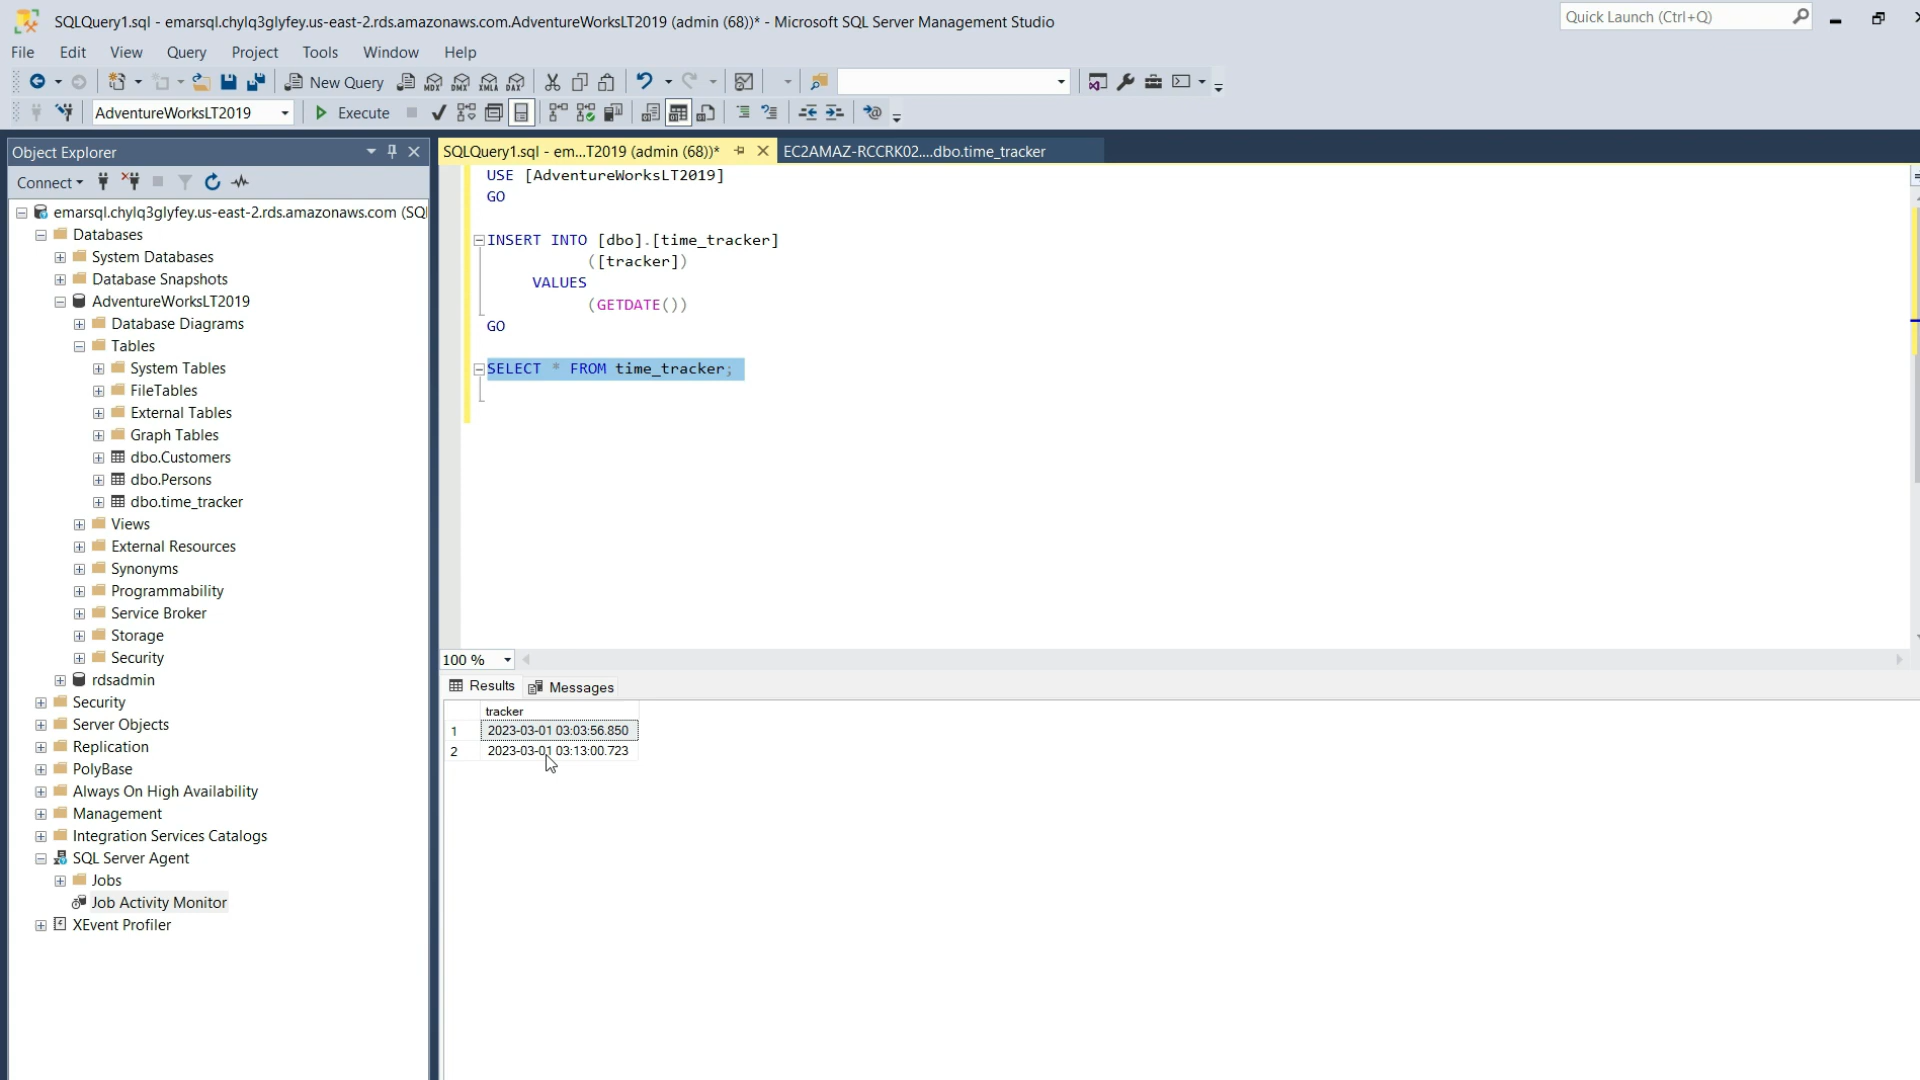 SQLQuery1.sql - emarsql.chylq3glyfey.us-east-2.rds.amazonaws.com.AdventureWorksLT2019 (admin (68))* - Microsoft SQL Server Management Studio
Quick Launch (Ctrl+Q)
File Edit View Query Project Tools Window Help
New Query MDX DMX XMLA DAX
AdventureWorksLT2019 Execute
Object Explorer
SQLQuery1.sql - em...T2019 (admin (68))* EC2AMAZ-RCCRK02....dbo.time_tracker
Connect
emarsql.chylq3glyfey.us-east-2.rds.amazonaws.com (SQ
Databases
System Databases
Database Snapshots
AdventureWorksLT2019
Database Diagrams
Tables
System Tables
FileTables
External Tables
Graph Tables
dbo.Customers
dbo.Persons
dbo.time_tracker
Views
External Resources
Synonyms
Programmability
Service Broker
Storage
Security
rdsadmin
Security
Server Objects
Replication
PolyBase
Always On High Availability
Management
Integration Services Catalogs
SQL Server Agent
Jobs
Job Activity Monitor
XEvent Profiler
USE [AdventureWorksLT2019]
GO
INSERT INTO [dbo].[time_tracker]
([tracker])
VALUES
(GETDATE())
GO
SELECT * FROM time_tracker;
100 %
Results Messages
tracker
1 2023-03-01 03:03:56.850
2 2023-03-01 03:13:00.723